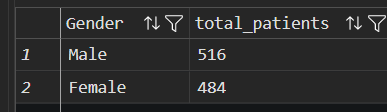 Gender total_patients
1 Male 516
2 Female 484